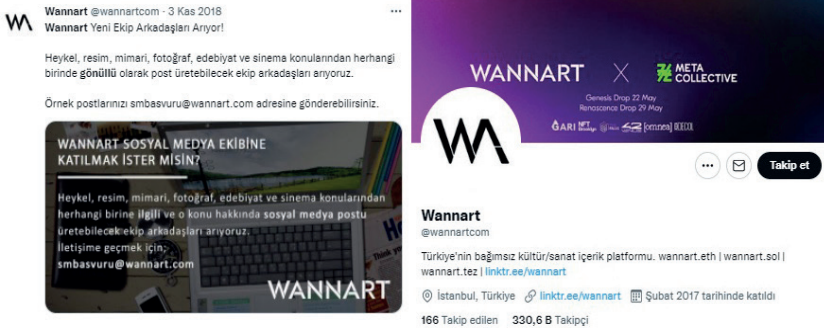 Wannart @wannartcom · 3 Kas 2018
Wannart Yeni Ekip Arkadaşları Arıyor!
Heykel, resim, mimari, fotoğraf, edebiyat ve sinema konularından herhangi
birinde gönüllü olarak post üretebilecek ekip arkadaşları arıyoruz.
Örnek postlarınızı smbasvuru@wannart.com adresine gönderebilirsiniz.
WANNART SOSYAL MEDYA EKİBİNE
KATILMAK İSTER MİSİN?
Heykel, resim, mimari, fotoğraf, edebiyat ve sinema konularından
herhangi birine ilgili ve o konu hakkında sosyal medya postu
üretebilecek ekip arkadaşları arıyoruz.
İletişime geçmek için;
smbasvuru@wannart.com
WANNART
WANNART X META
COLLECTIVE
Genesis Drop 22 May
Renascence Drop 29 May
GARI
[omnea]
WA
Takip et
Wannart
@wannartcom
Türkiye'nin bağımsız kültür/sanat içerik platformu. wannart.eth | wannart.sol |
wannart.tez | linktr.ee/wannart
İstanbul, Türkiye linktr.ee/wannart Şubat 2017 tarihinde katıldı
166 Takip edilen 330,6 B Takipçi